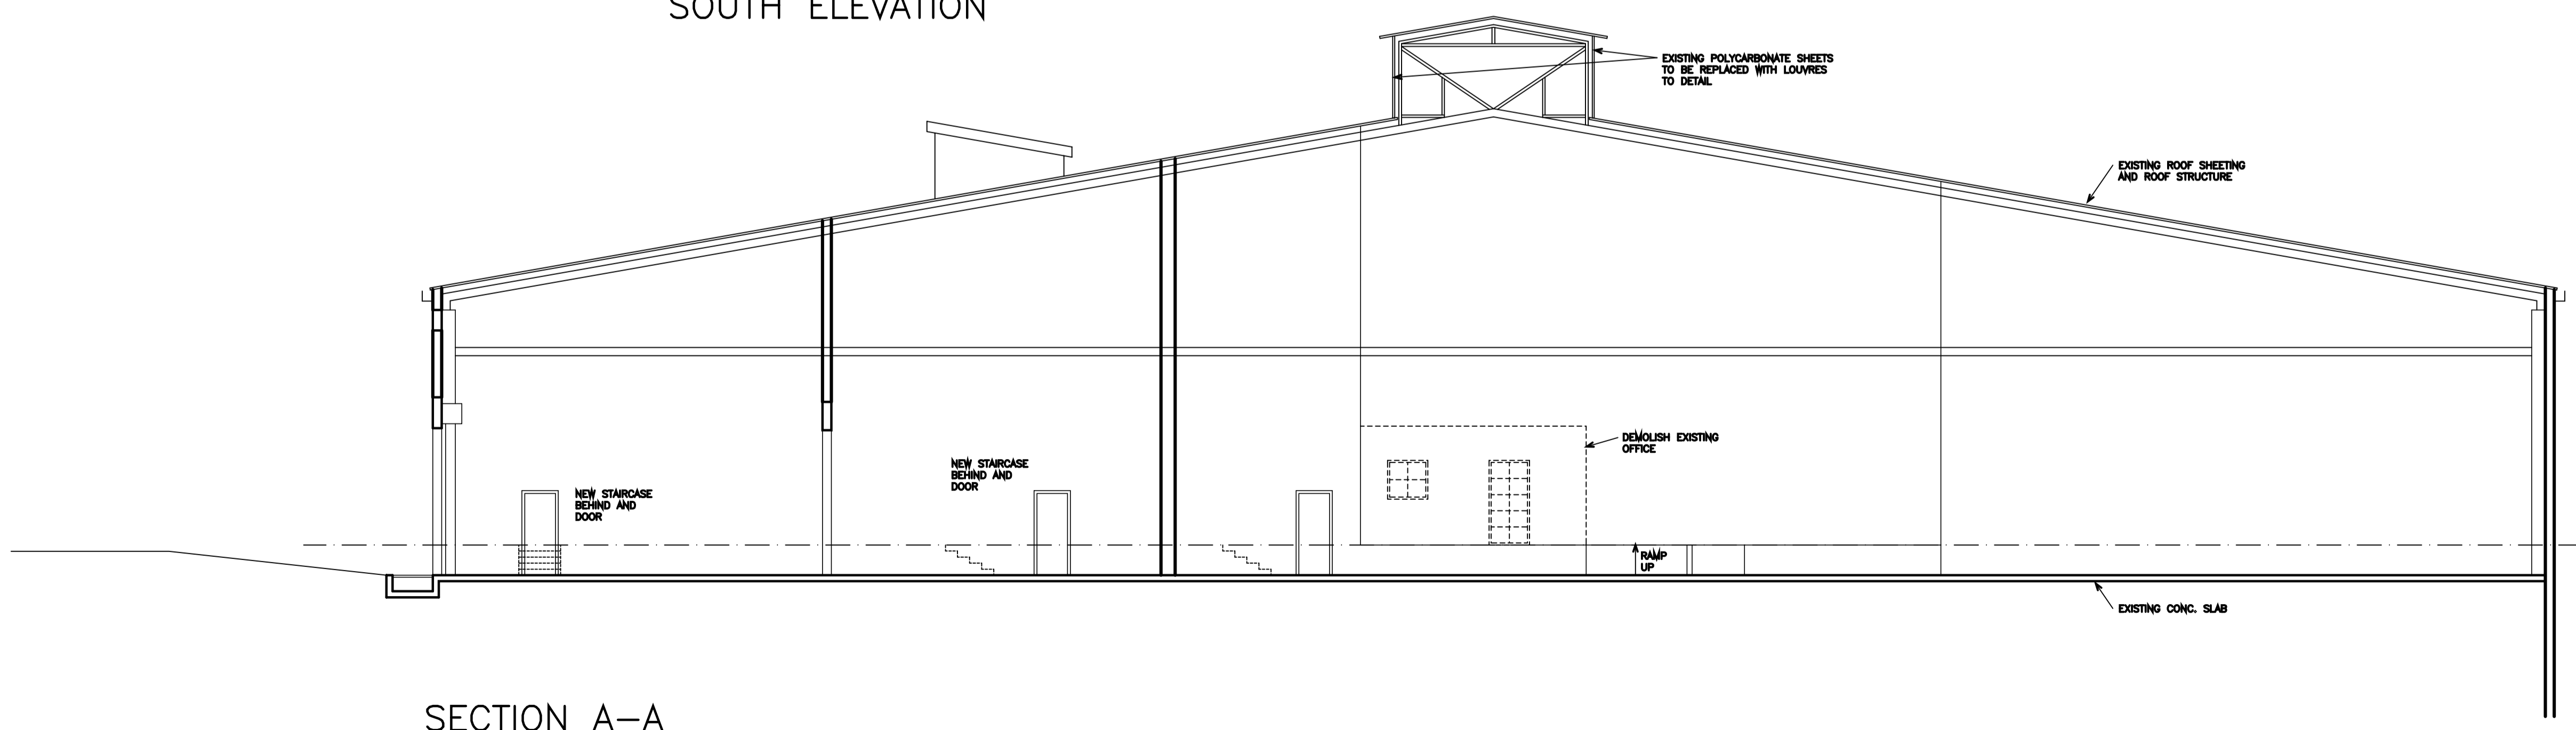 SOUTH ELEVATION
EXISTING POLYCARBONATE SHEETS
TO BE REPLACED WITH LOUVRES
TO DETAIL
EXISTING ROOF SHEETING
AND ROOF STRUCTURE
DEMOLISH EXISTING
OFFICE
NEW STAIRCASE
BEHIND AND
DOOR
NEW STAIRCASE
BEHIND AND
DOOR
RAMP
UP
EXISTING CONC. SLAB
SECTION A-A